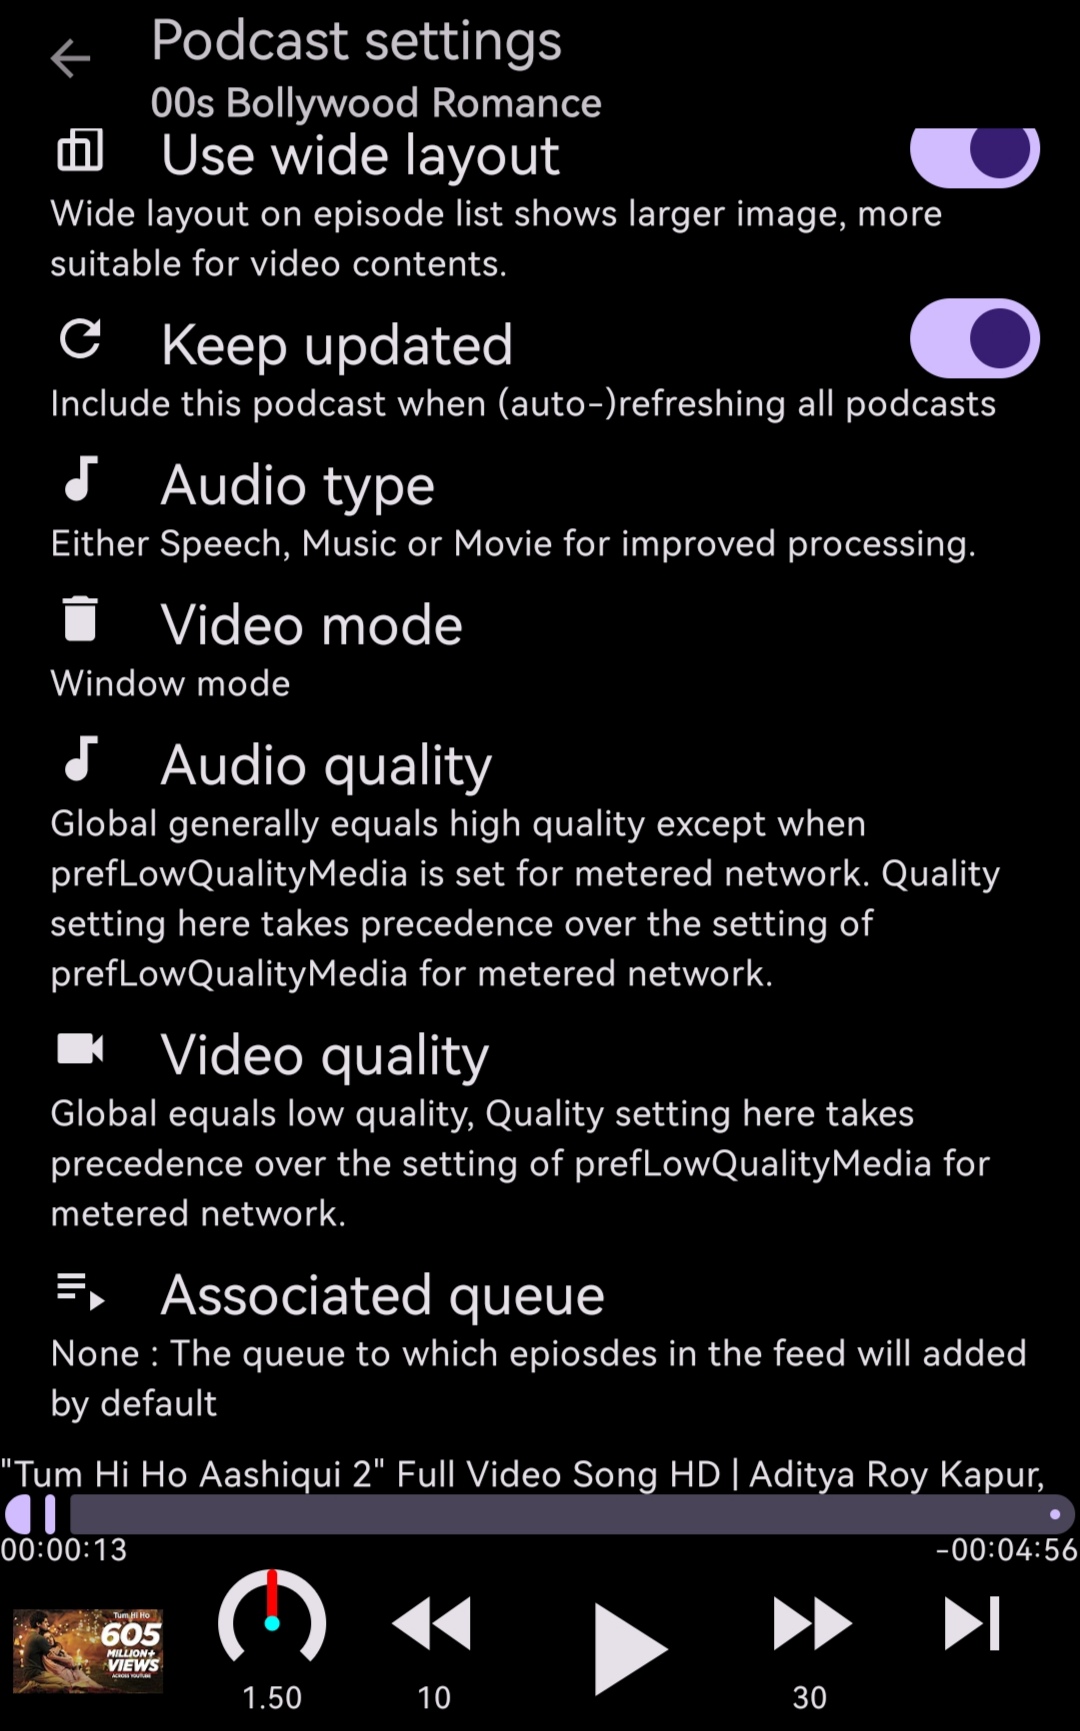 Podcast settings
00s Bollywood Romance
Use wide layout
Wide layout on episode list shows larger image, more
suitable for video contents.
Keep updated
Include this podcast when (auto-)refreshing all podcasts
Audio type
Either Speech, Music or Movie for improved processing.
Video mode
Window mode
Audio quality
Global generally equals high quality except when
prefLowQualityMedia is set for metered network. Quality
setting here takes precedence over the setting of
prefLowQualityMedia for metered network.
Video quality
Global equals low quality, Quality setting here takes
precedence over the setting of prefLowQualityMedia for
metered network.
Associated queue
None : The queue to which epiosdes in the feed will added
by default
"Tum Hi Ho Aashiqui 2" Full Video Song HD | Aditya Roy Kapur,
00:00:13
-00:04:56
Tum Hi Ho
605
MILLION+
VIEWS
ACROSS YOUTUBE
1.50
10
30